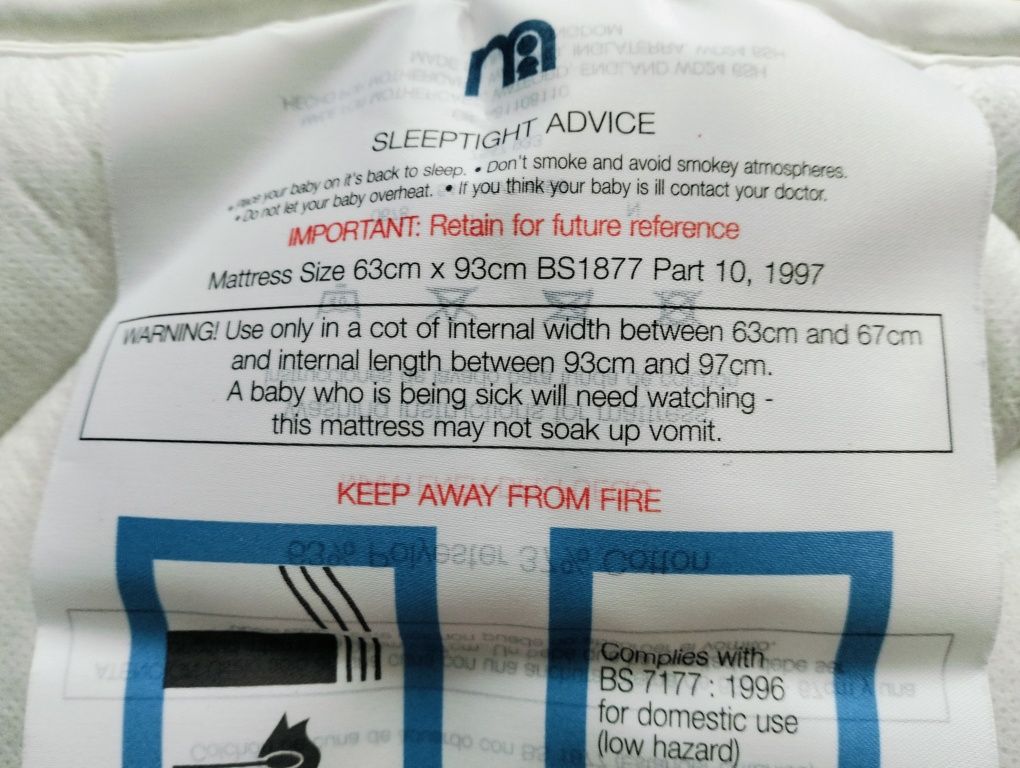 SLEEPTIGHT ADVICE
• Place your baby on it's back to sleep. • Don't smoke and avoid smokey atmospheres.
• Do not let your baby overheat. • If you think your baby is ill contact your doctor.
IMPORTANT: Retain for future reference
Mattress Size 63cm x 93cm BS1877 Part 10, 1997
WARNING! Use only in a cot of internal width between 63cm and 67cm
and internal length between 93cm and 97cm.
A baby who is being sick will need watching -
this mattress may not soak up vomit.
KEEP AWAY FROM FIRE
63% Polyester 37% Cotton
Complies with
BS 7177 : 1996
for domestic use
(low hazard)